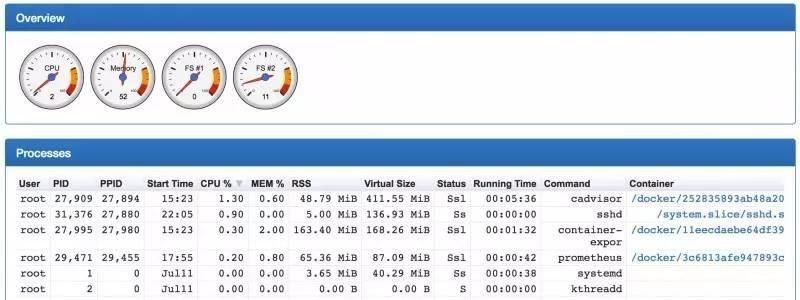 Overview
CPU Memory FS #1 FS #2
2 52 0 11
Processes
User PID PPID Start Time CPU % MEM % RSS Virtual Size Status Running Time Command Container
root 27,909 27,894 15:23 1.30 0.60 48.79 MiB 411.55 MiB Ssl 00:05:36 cadvisor /docker/252835893ab48a20
root 31,376 27,880 22:05 0.90 0.00 5.00 MiB 136.93 MiB Ss 00:00:00 sshd /system.slice/sshd.s
root 27,995 27,980 15:23 0.30 2.00 163.40 MiB 168.26 MiB Ssl 00:01:32 container- /docker/11eecdaebe64df39
expor
root 29,471 29,455 17:55 0.20 0.80 65.36 MiB 87.09 MiB Ssl 00:00:42 prometheus /docker/3c6813afe947893c
root 1 0 Jul11 0.00 0.00 3.65 MiB 40.29 MiB Ss 00:00:38 systemd
root 2 0 Jul11 0.00 0.00 0.00 B 0.00 B S 00:00:00 kthreadd